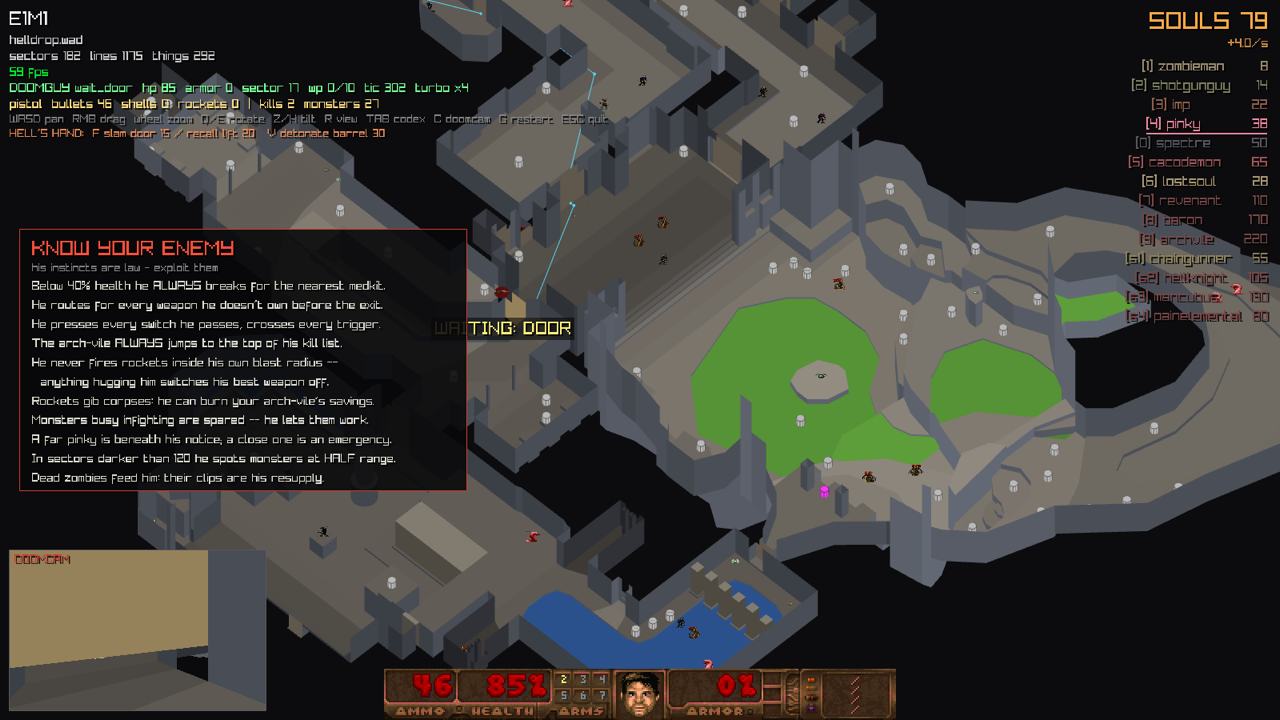 E1M1
helldrop.wad
sectors 182 lines 1175 things 292
59 fps
DOOMGUY wait_door hp 85 armor 0 sector 17 wp 0/10 tic 302 turbo x4
pistol bullets 46 shells 0 rockets 0 | kills 2 monsters 27
WASD pan RMB drag wheel zoom Q/E rotate Z/H tilt R view TAB codex C doomcam G restart ESC quit
HELL'S HAND: F slam door 15 / recall lift 20 V detonate barrel 30
SOULS 79
+4.0/s
[1] zombieman 8
[2] shotgunguy 14
[3] imp 22
[4] pinky 38
[0] spectre 50
[5] cacodemon 65
[6] lostsoul 28
[7] revenant 110
[8] baron 170
[9] archvile 220
[s1] chaingunner 55
[s2] hellknight 105
[s3] mancubus 180
[s4] painelemental 80
KNOW YOUR ENEMY
his instincts are law - exploit them
Below 40% health he ALWAYS breaks for the nearest medkit.
He routes for every weapon he doesn't own before the exit.
He presses every switch he passes, crosses every trigger.
The arch-vile ALWAYS jumps to the top of his kill list.
He never fires rockets inside his own blast radius --
anything hugging him switches his best weapon off.
Rockets gib corpses: he can burn your arch-vile's savings.
Monsters busy infighting are spared -- he lets them work.
A far pinky is beneath his notice; a close one is an emergency.
In sectors darker than 120 he spots monsters at HALF range.
Dead zombies feed him: their clips are his resupply.
WAITING: DOOR
DOOMCAM
46 85% 2 3 4 0%
5 6 7
AMMO HEALTH ARMS ARMOR